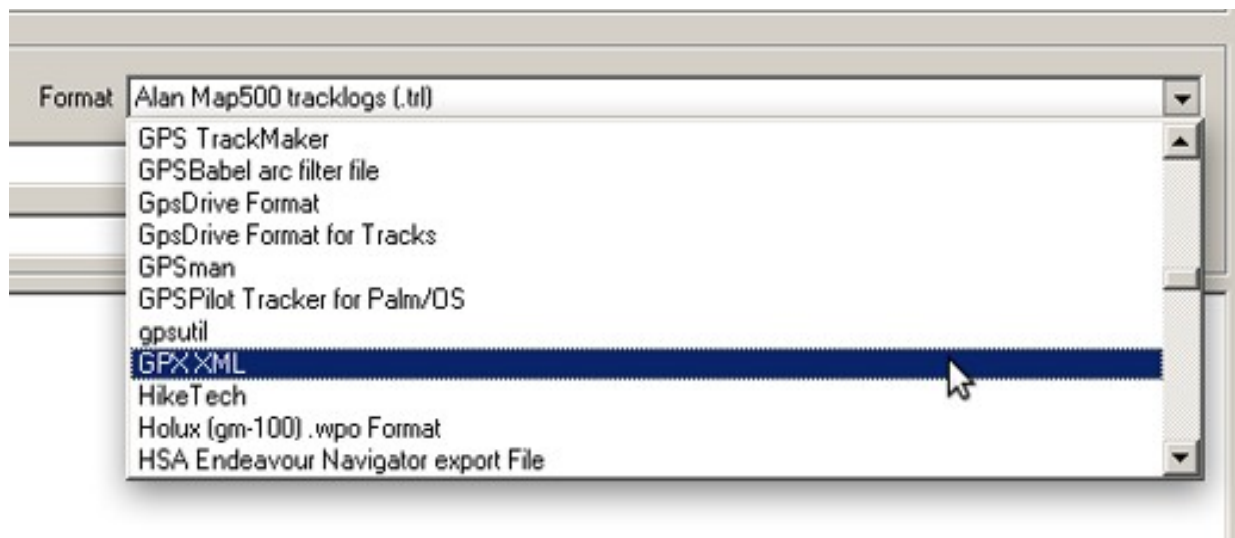 Format Alan Map500 tracklogs (.trl)
GPS TrackMaker
GPSBabel arc filter file
GpsDrive Format
GpsDrive Format for Tracks
GPSman
GPSPilot Tracker for Palm/OS
gpsutil
GPX XML
HikeTech
Holux (gm-100) .wpo Format
HSA Endeavour Navigator export File